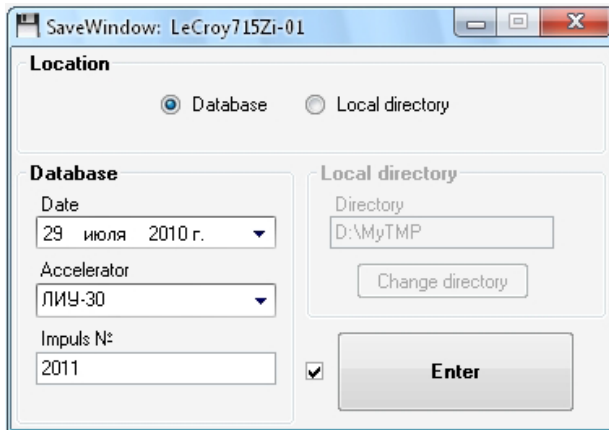 SaveWindow: LeCroy715Zi-01
Location
Database
Local directory
Database
Date
29 июля 2010 г.
Accelerator
ЛИУ-30
Impuls №
2011
Local directory
Directory
D:\MyTMP
Change directory
Enter